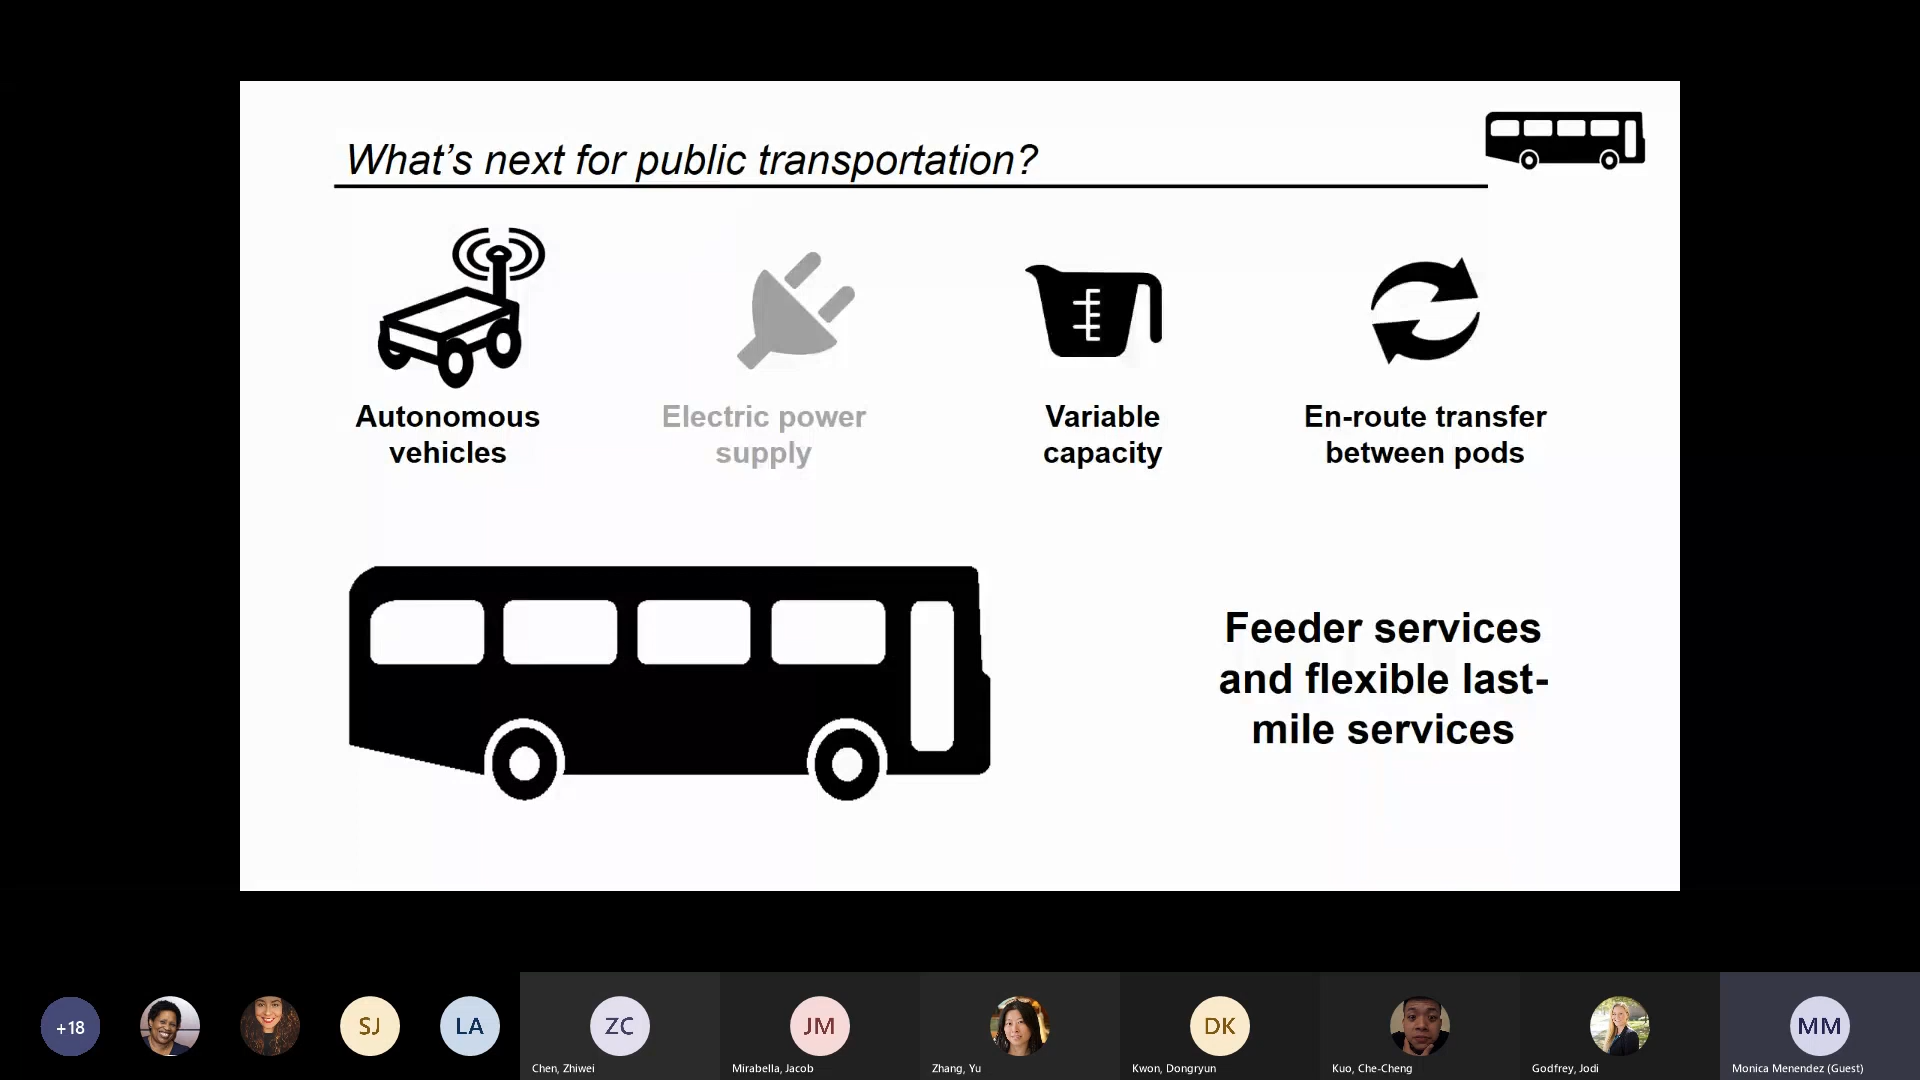 What's next for public transportation?
Autonomous
vehicles
Electric power
supply
Variable
capacity
En-route transfer
between pods
Feeder services
and flexible last-
mile services
+18
SJ
LA
ZC
Chen, Zhiwei
JM
Mirabella, Jacob
Zhang, Yu
DK
Kwon, Dongryun
Kuo, Che-Cheng
Godfrey, Jodi
MM
Monica Menendez (Guest)